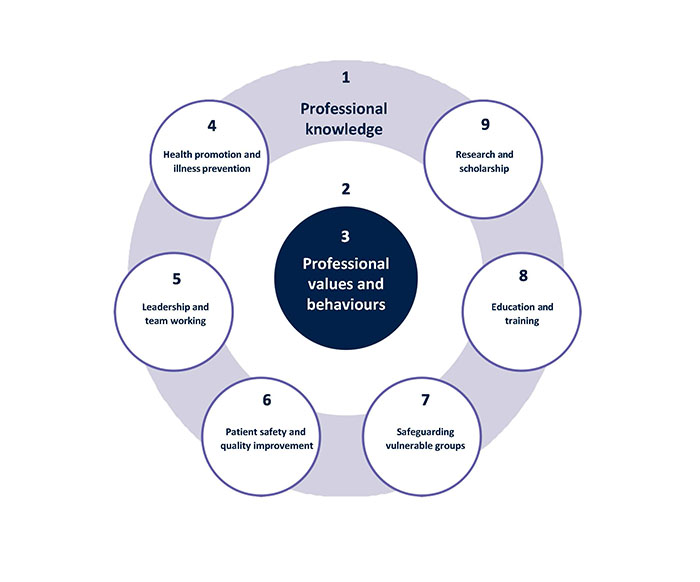 1
Professional
knowledge
2
3
Professional
values and
behaviours
4
Health promotion and
illness prevention
5
Leadership and
team working
6
Patient safety and
quality improvement
7
Safeguarding
vulnerable groups
8
Education and
training
9
Research and
scholarship